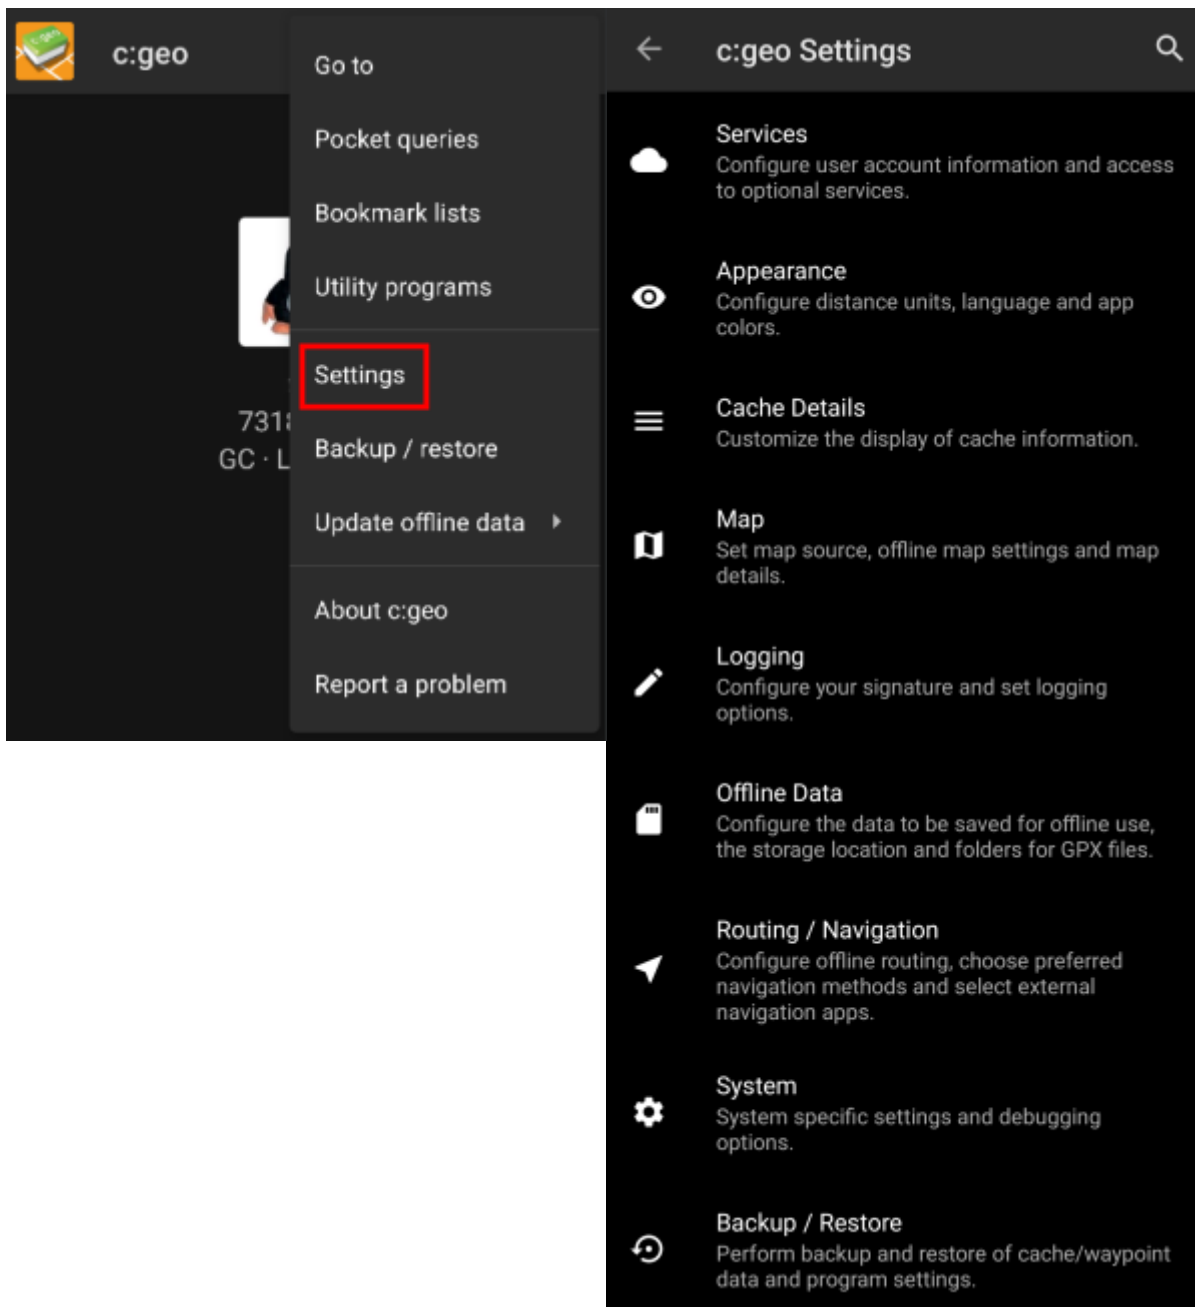 c:geo
Go to
Pocket queries
Bookmark lists
Utility programs
Settings
7318
GC · L
Backup / restore
Update offline data
About c:geo
Report a problem
c:geo Settings
Services
Configure user account information and access
to optional services.
Appearance
Configure distance units, language and app
colors.
Cache Details
Customize the display of cache information.
Map
Set map source, offline map settings and map
details.
Logging
Configure your signature and set logging
options.
Offline Data
Configure the data to be saved for offline use,
the storage location and folders for GPX files.
Routing / Navigation
Configure offline routing, choose preferred
navigation methods and select external
navigation apps.
System
System specific settings and debugging
options.
Backup / Restore
Perform backup and restore of cache/waypoint
data and program settings.